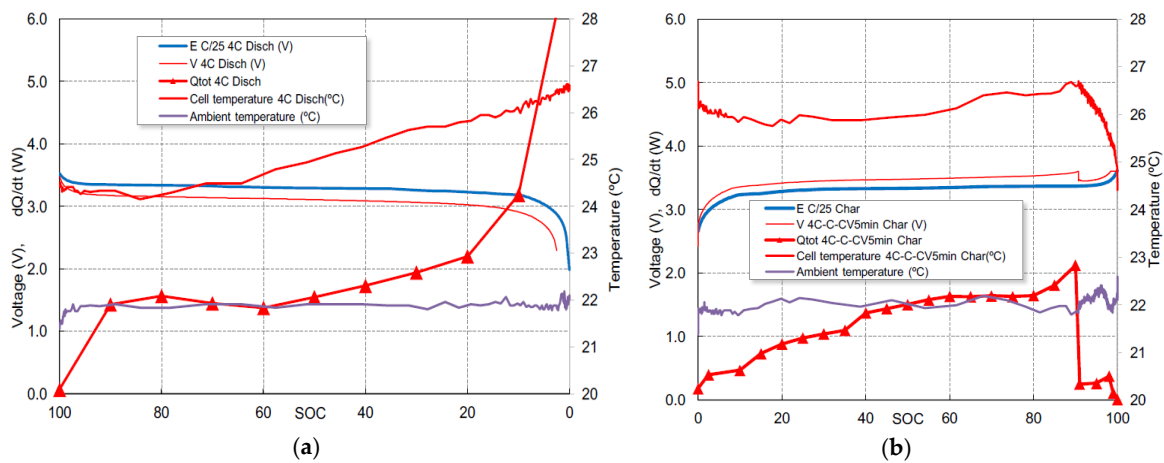 6.0
5.0
4.0
3.0
2.0
1.0
0.0
Voltage (V), dQ/dt (W)
E C/25 4C Disch (V)
V 4C Disch (V)
Qtot 4C Disch
Cell temperature 4C Disch(ºC)
Ambient temperature (ºC)
28
27
26
25
24
23
22
21
20
Temperature (ºC)
100
80
60
SOC
40
20
0
(a)
6.0
5.0
4.0
3.0
2.0
1.0
0.0
Voltage (V), dQ/dt (W)
E C/25 Char
V 4C-C-CV5min Char (V)
Qtot 4C-C-CV5min Char
Cell temperature 4C-C-CV5min Char(ºC)
Ambient temperature (ºC)
28
27
26
25
24
23
22
21
20
Temperature (ºC)
0
20
40
SOC
60
80
100
(b)